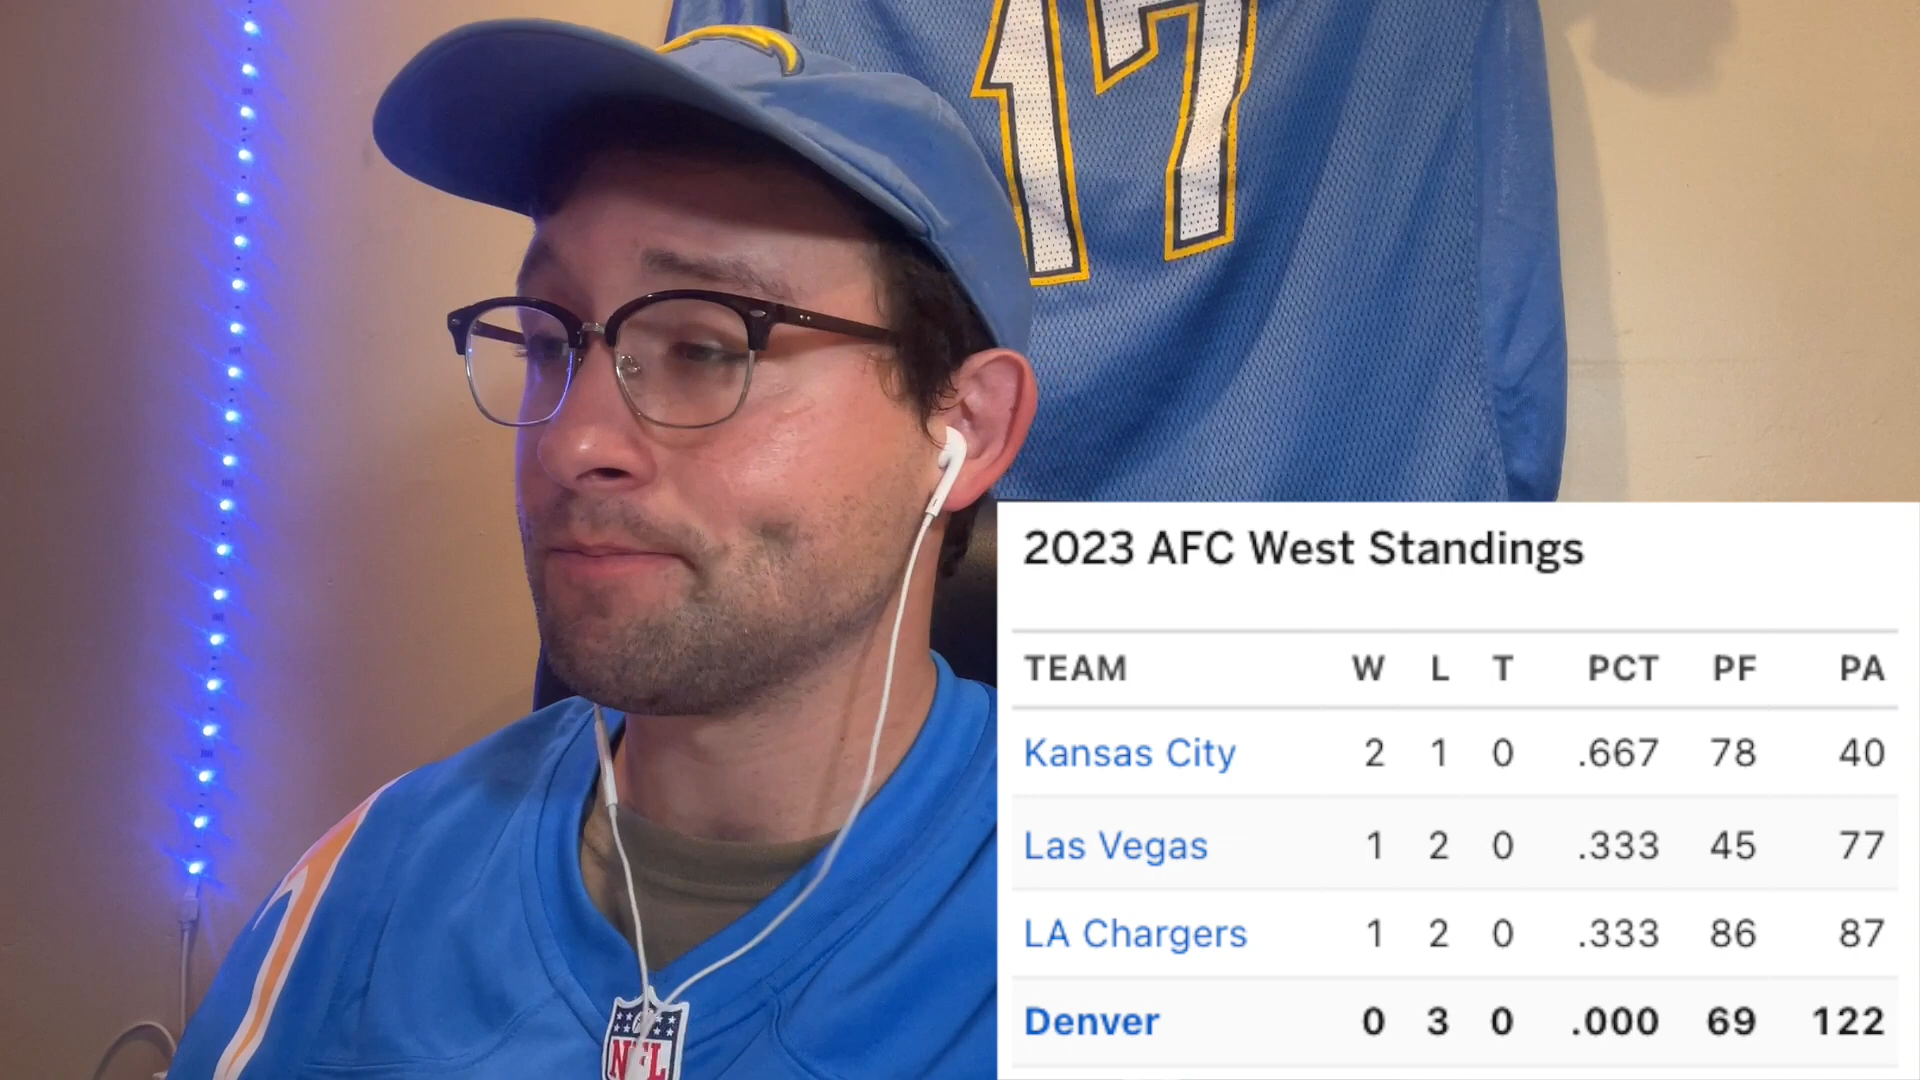 17
2023 AFC West Standings
TEAM W L T PCT PF PA
Kansas City 2 1 0 .667 78 40
Las Vegas 1 2 0 .333 45 77
LA Chargers 1 2 0 .333 86 87
Denver 0 3 0 .000 69 122
NFL